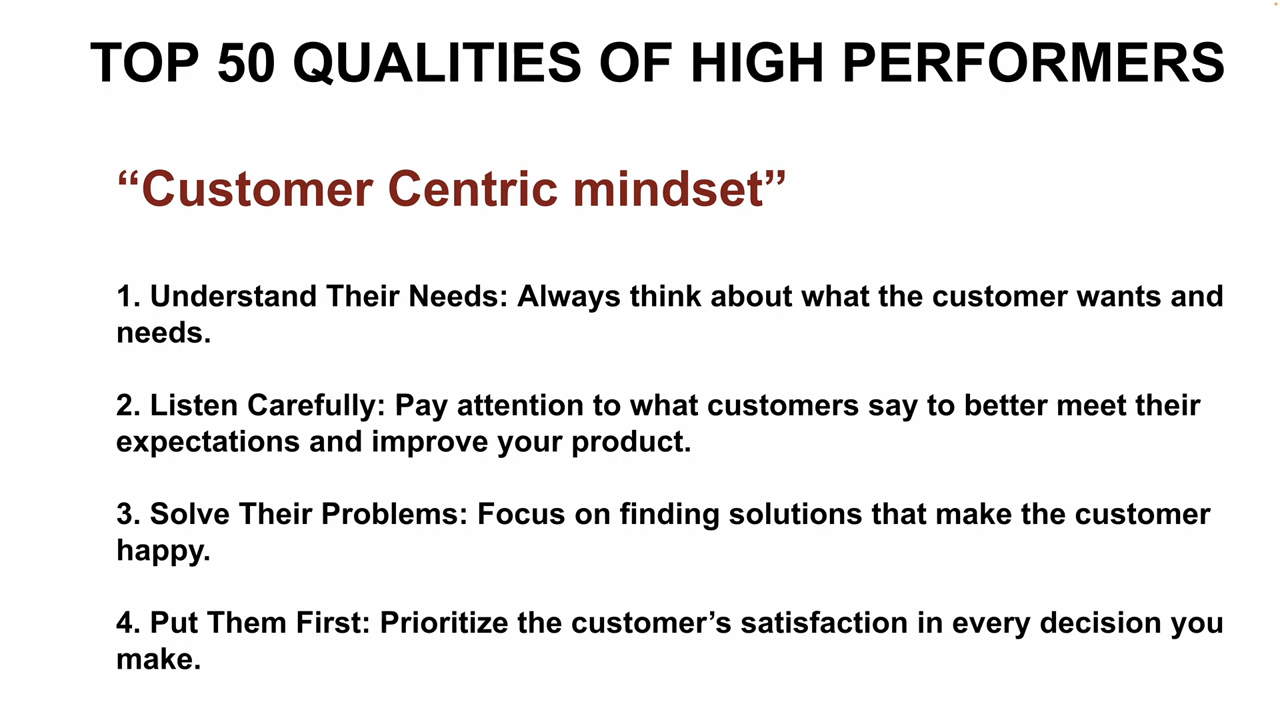 TOP 50 QUALITIES OF HIGH PERFORMERS
“Customer Centric mindset”
1. Understand Their Needs: Always think about what the customer wants and
needs.
2. Listen Carefully: Pay attention to what customers say to better meet their
expectations and improve your product.
3. Solve Their Problems: Focus on finding solutions that make the customer
happy.
4. Put Them First: Prioritize the customer’s satisfaction in every decision you
make.